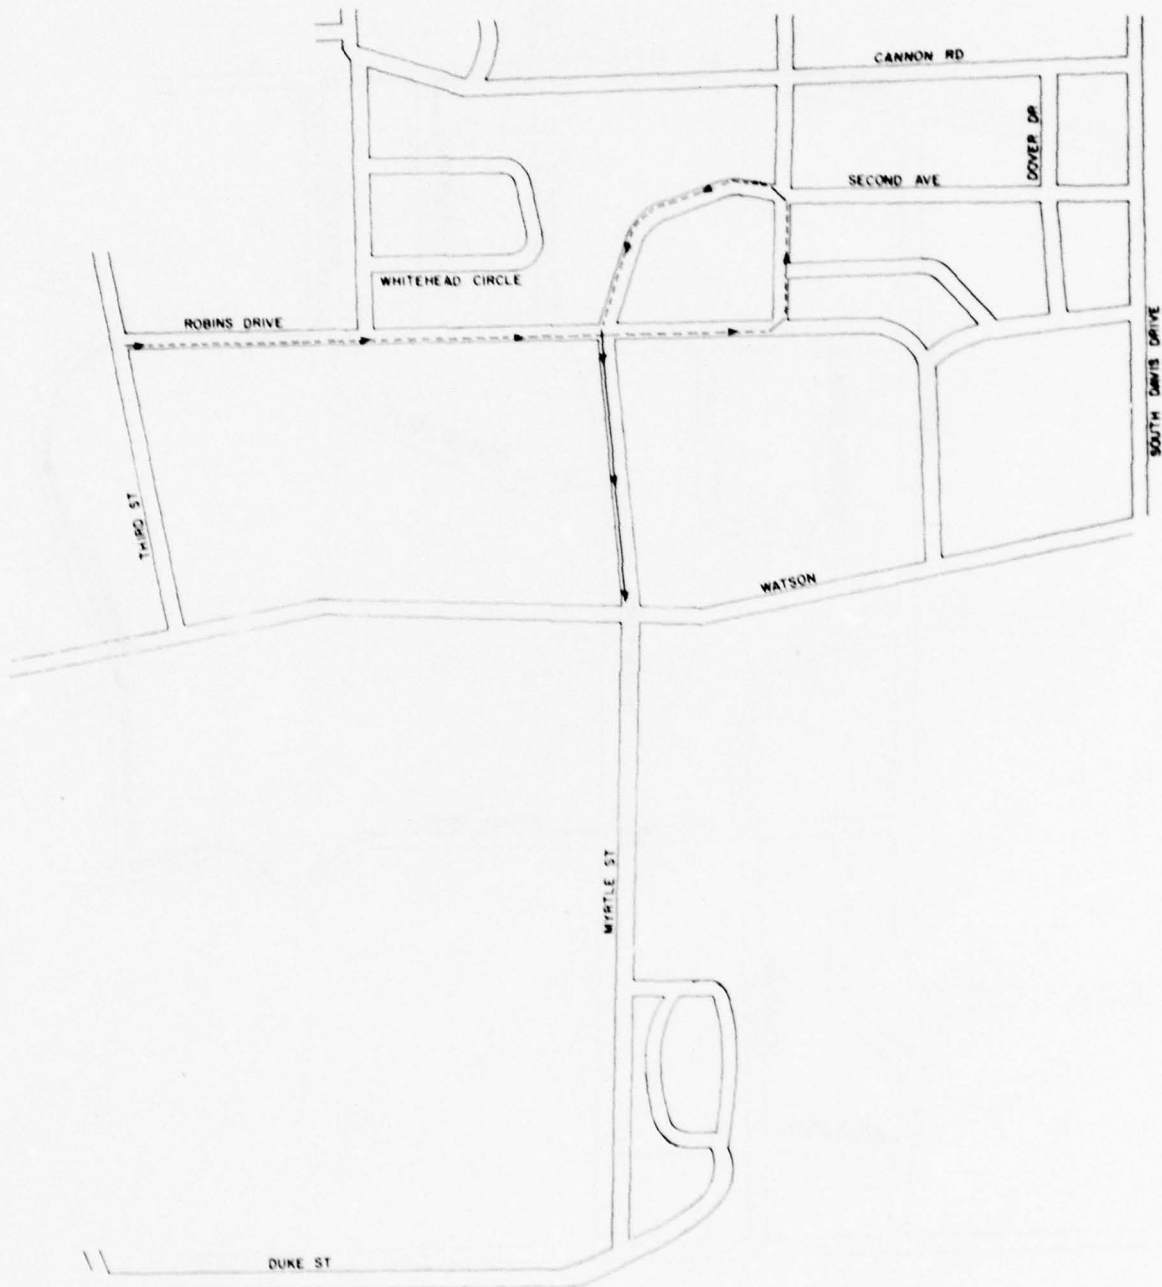 CANNON RD
DOVER DR
SECOND AVE
WHITEHEAD CIRCLE
ROBINS DRIVE
SOUTH DAVIS DRIVE
THIRD ST
WATSON
MYRTLE ST
DUKE ST